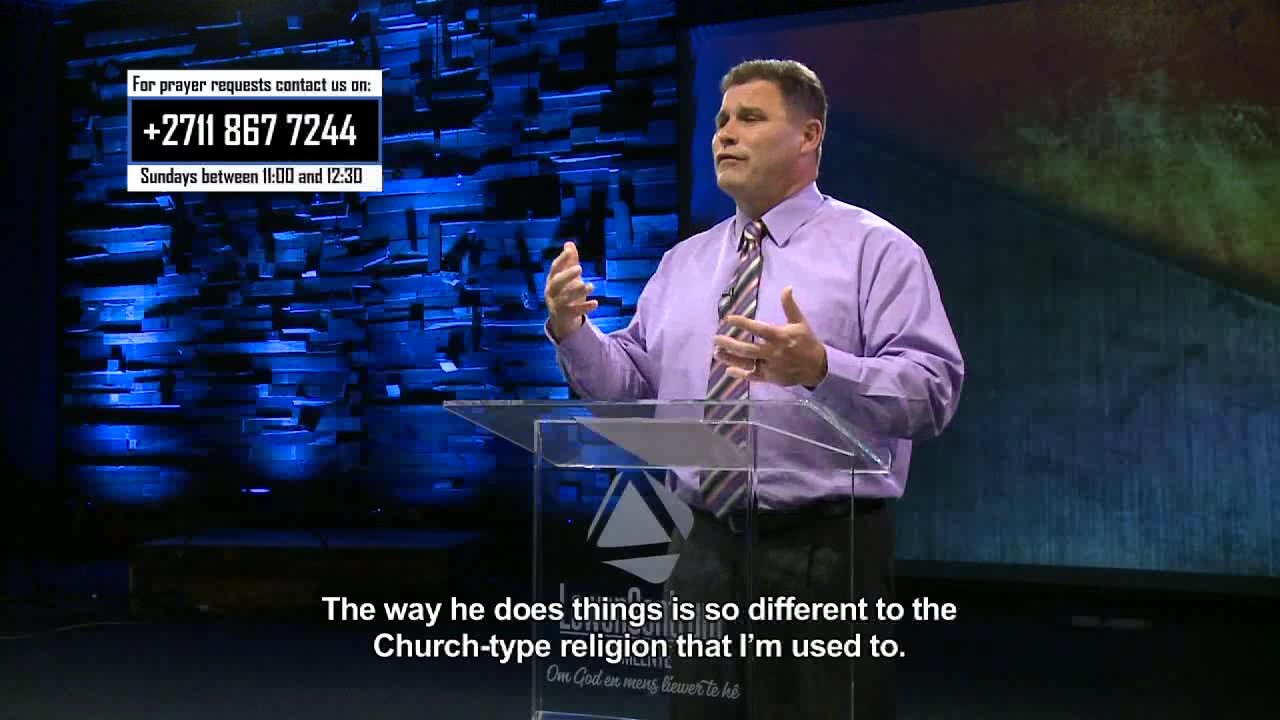 For prayer requests contact us on:
+2711 867 7244
Sundays between 11:00 and 12:30
The way he does things is so different to the
Church-type religion that I'm used to.
Om God en mens liewer te hê